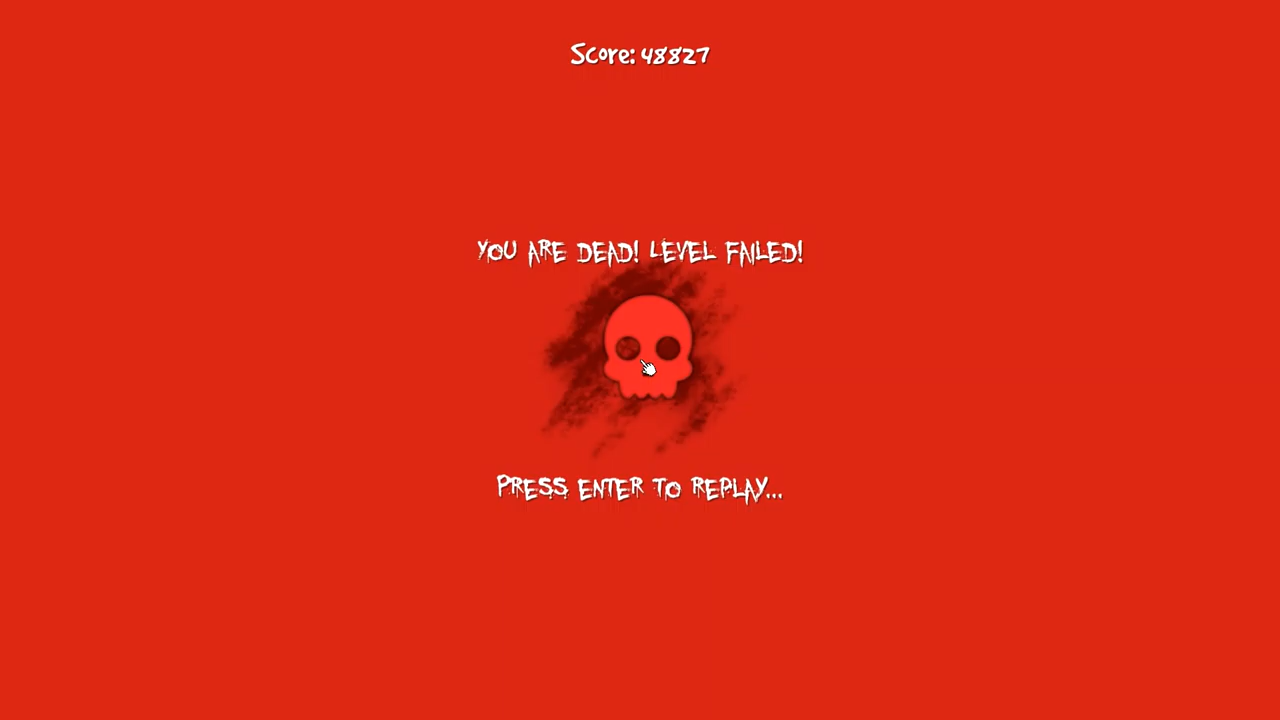 Score: 48827
YOU ARE DEAD! LEVEL FAILED!
PRESS ENTER TO REPLAY...